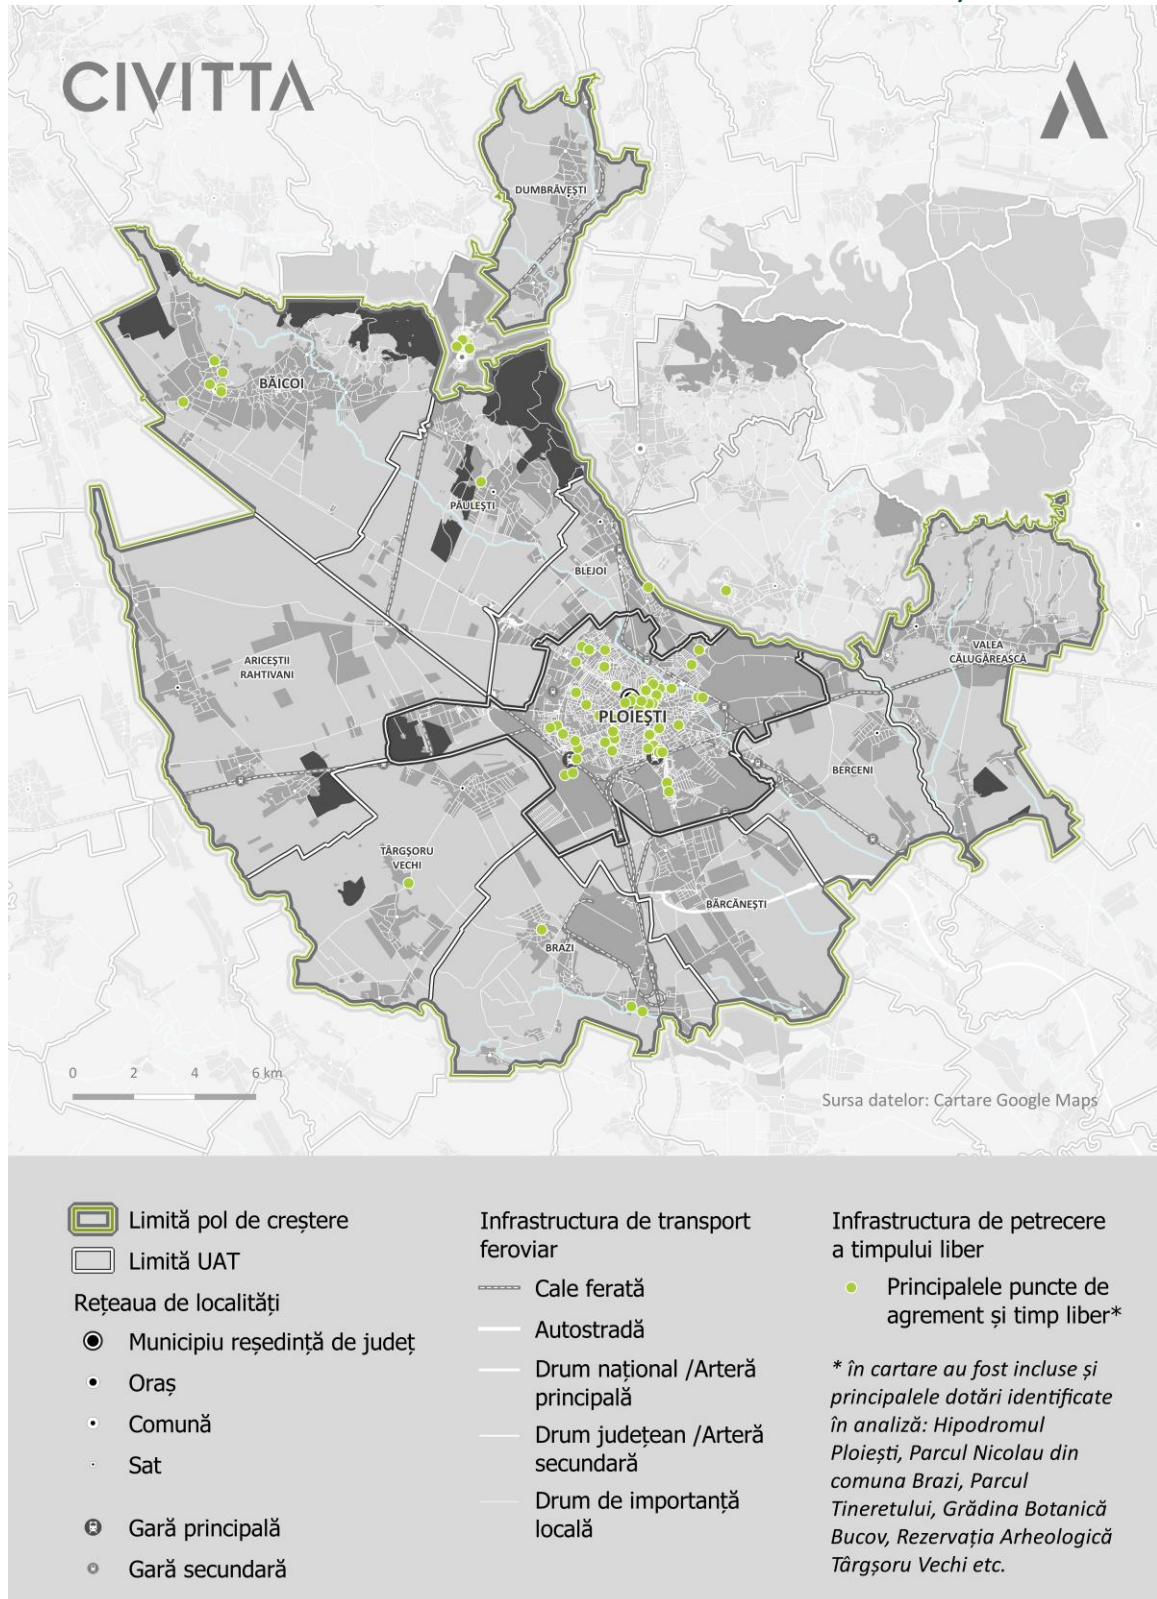 CIVITTA
DUMBRĂVEȘTI
BĂICOI
PĂULEȘTI
BLEJOI
ARICEȘTII
RAHTIVANI
VALEA
CĂLUGĂREASCĂ
PLOIEȘTI
BERCENI
TÂRGȘORU
VECHI
BĂRCĂNEȘTI
BRAZI
0 2 4 6 km
Sursa datelor: Cartare Google Maps
Limită pol de creștere
Limită UAT
Rețeaua de localități
Municipiu reședință de județ
Oraș
Comună
Sat
Gară principală
Gară secundară
Infrastructura de transport
feroviar
Cale ferată
Autostradă
Drum național /Arteră
principală
Drum județean /Arteră
secundară
Drum de importanță
locală
Infrastructura de petrecere
a timpului liber
Principalele puncte de
agrement și timp liber*
* în cartare au fost incluse și
principalele dotări identificate
în analiză: Hipodromul
Ploiești, Parcul Nicolau din
comuna Brazi, Parcul
Tineretului, Grădina Botanică
Bucov, Rezervația Arheologică
Târgșoru Vechi etc.